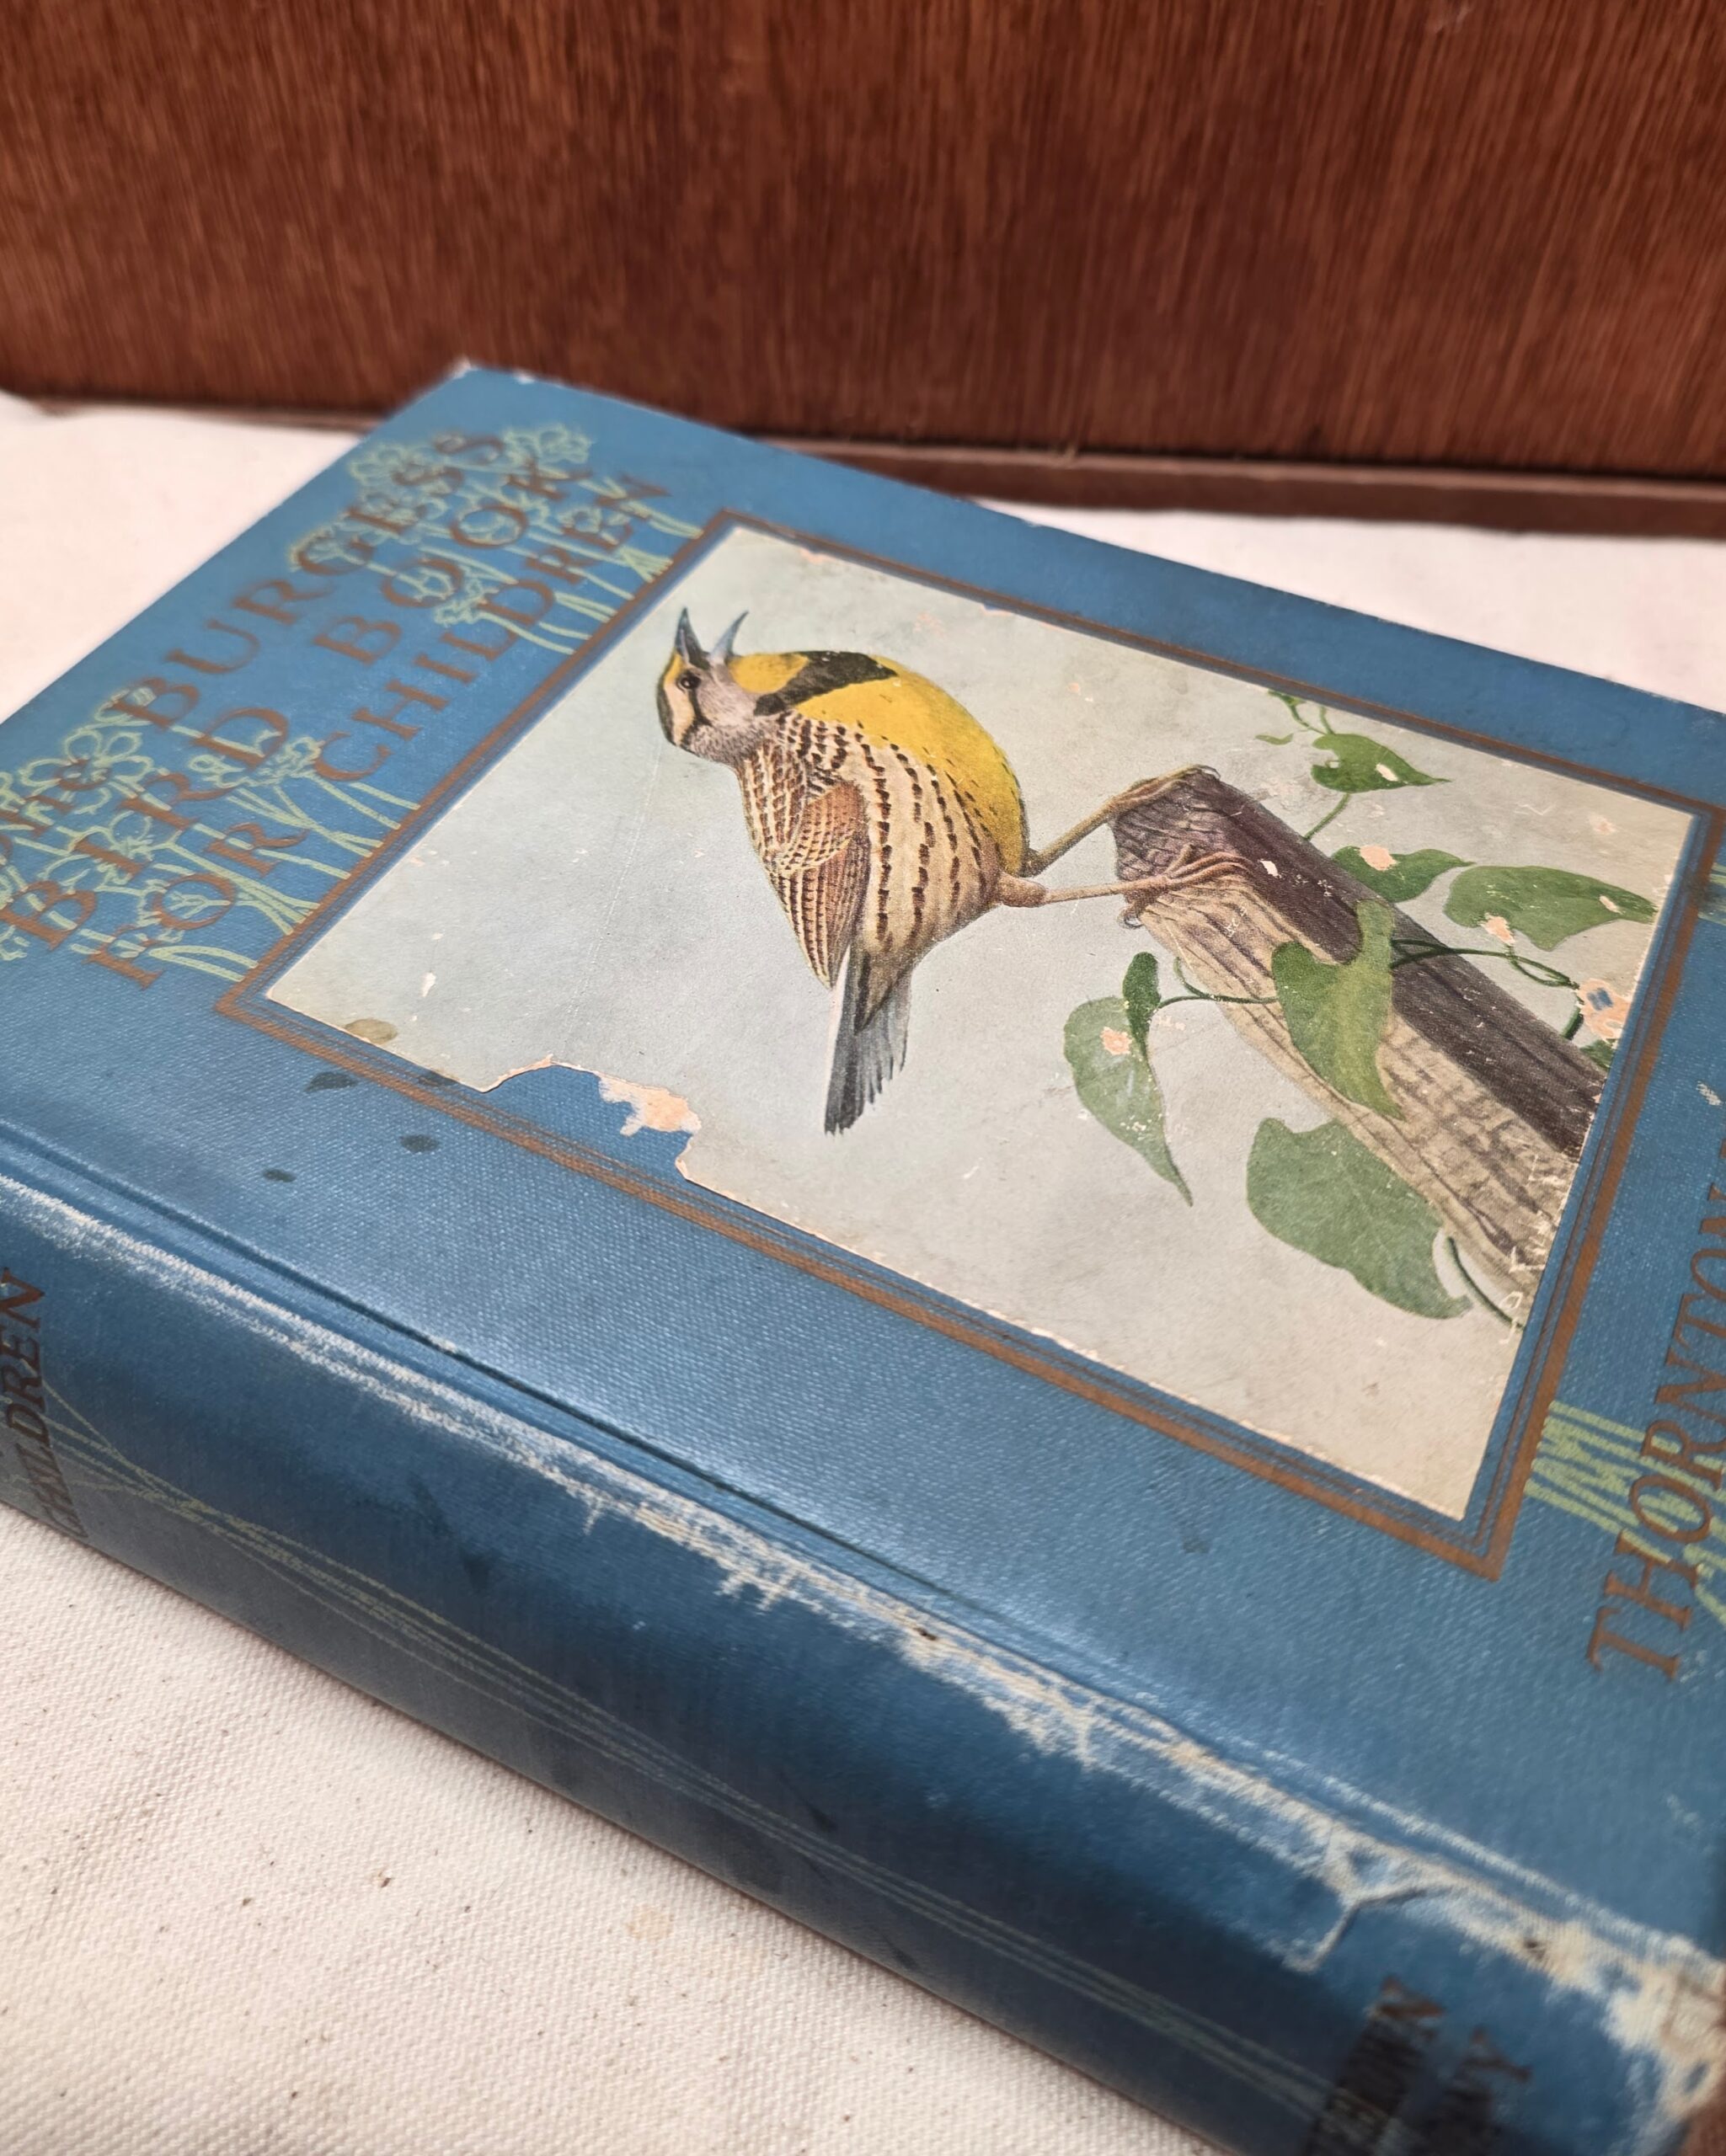 The BURGESS
BIRD BOOK
FOR CHILDREN
THORNTON
CHILDREN